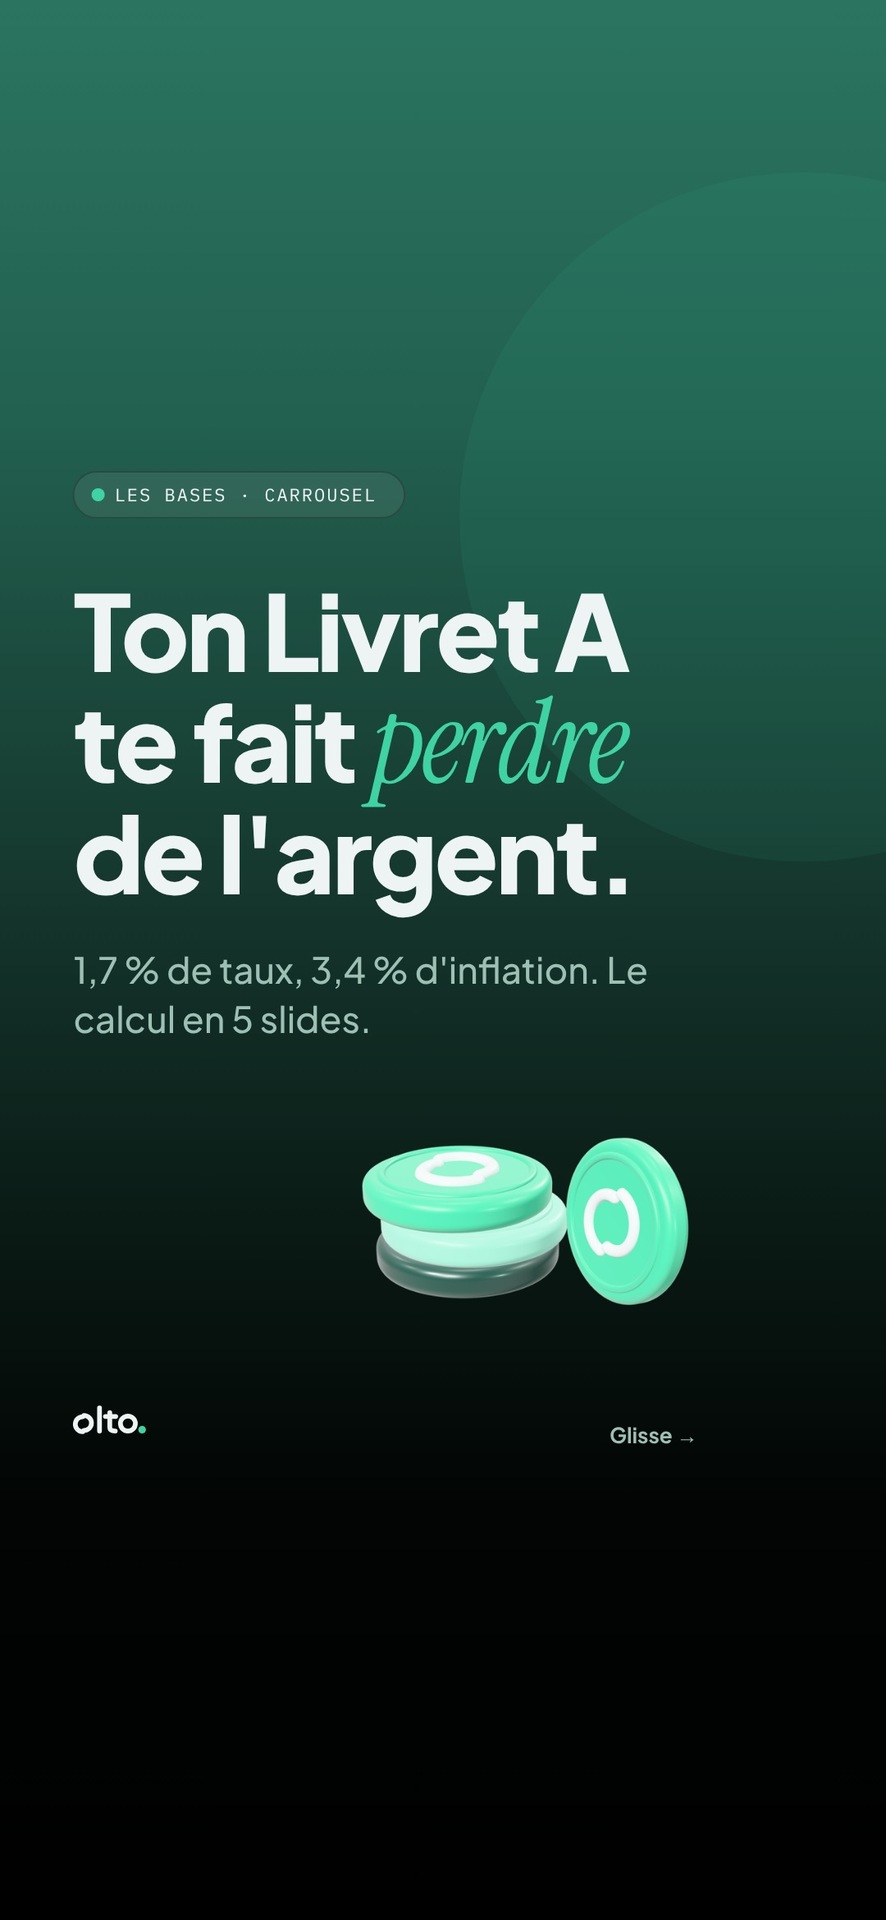 LES BASES · CARROUSEL
Ton Livret A
te fait perdre
de l'argent.
1,7 % de taux, 3,4 % d'inflation. Le
calcul en 5 slides.
olto.
Glisse →